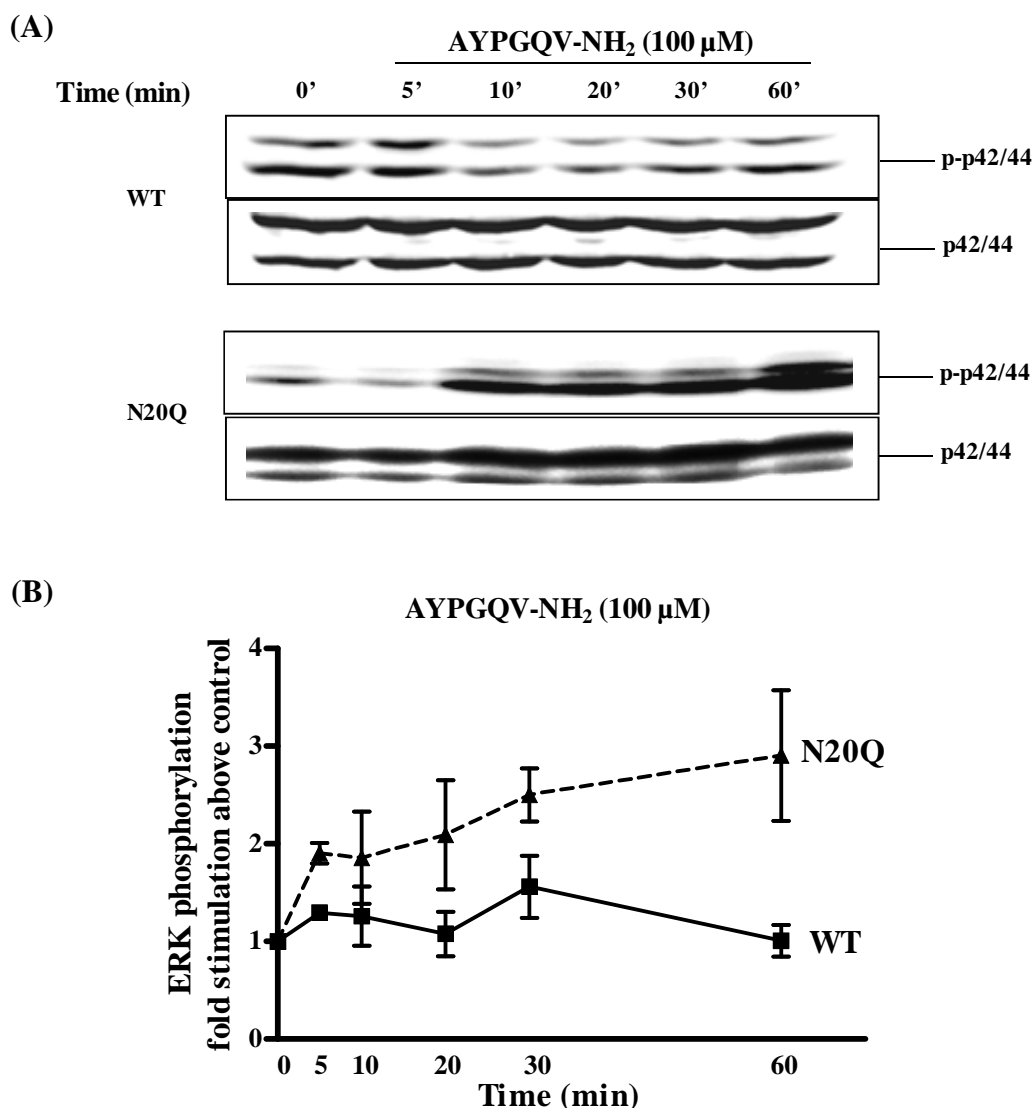 (A)
AYPGQV-NH₂ (100 µM)
Time (min) 0’ 5’ 10’ 20’ 30’ 60’
p-p42/44
WT
p42/44
p-p42/44
N20Q
p42/44
(B)
AYPGQV-NH₂ (100 µM)
ERK phosphorylation
fold stimulation above control
4
3
2
1
0
N20Q
WT
0 5 10 20 30 60
Time (min)